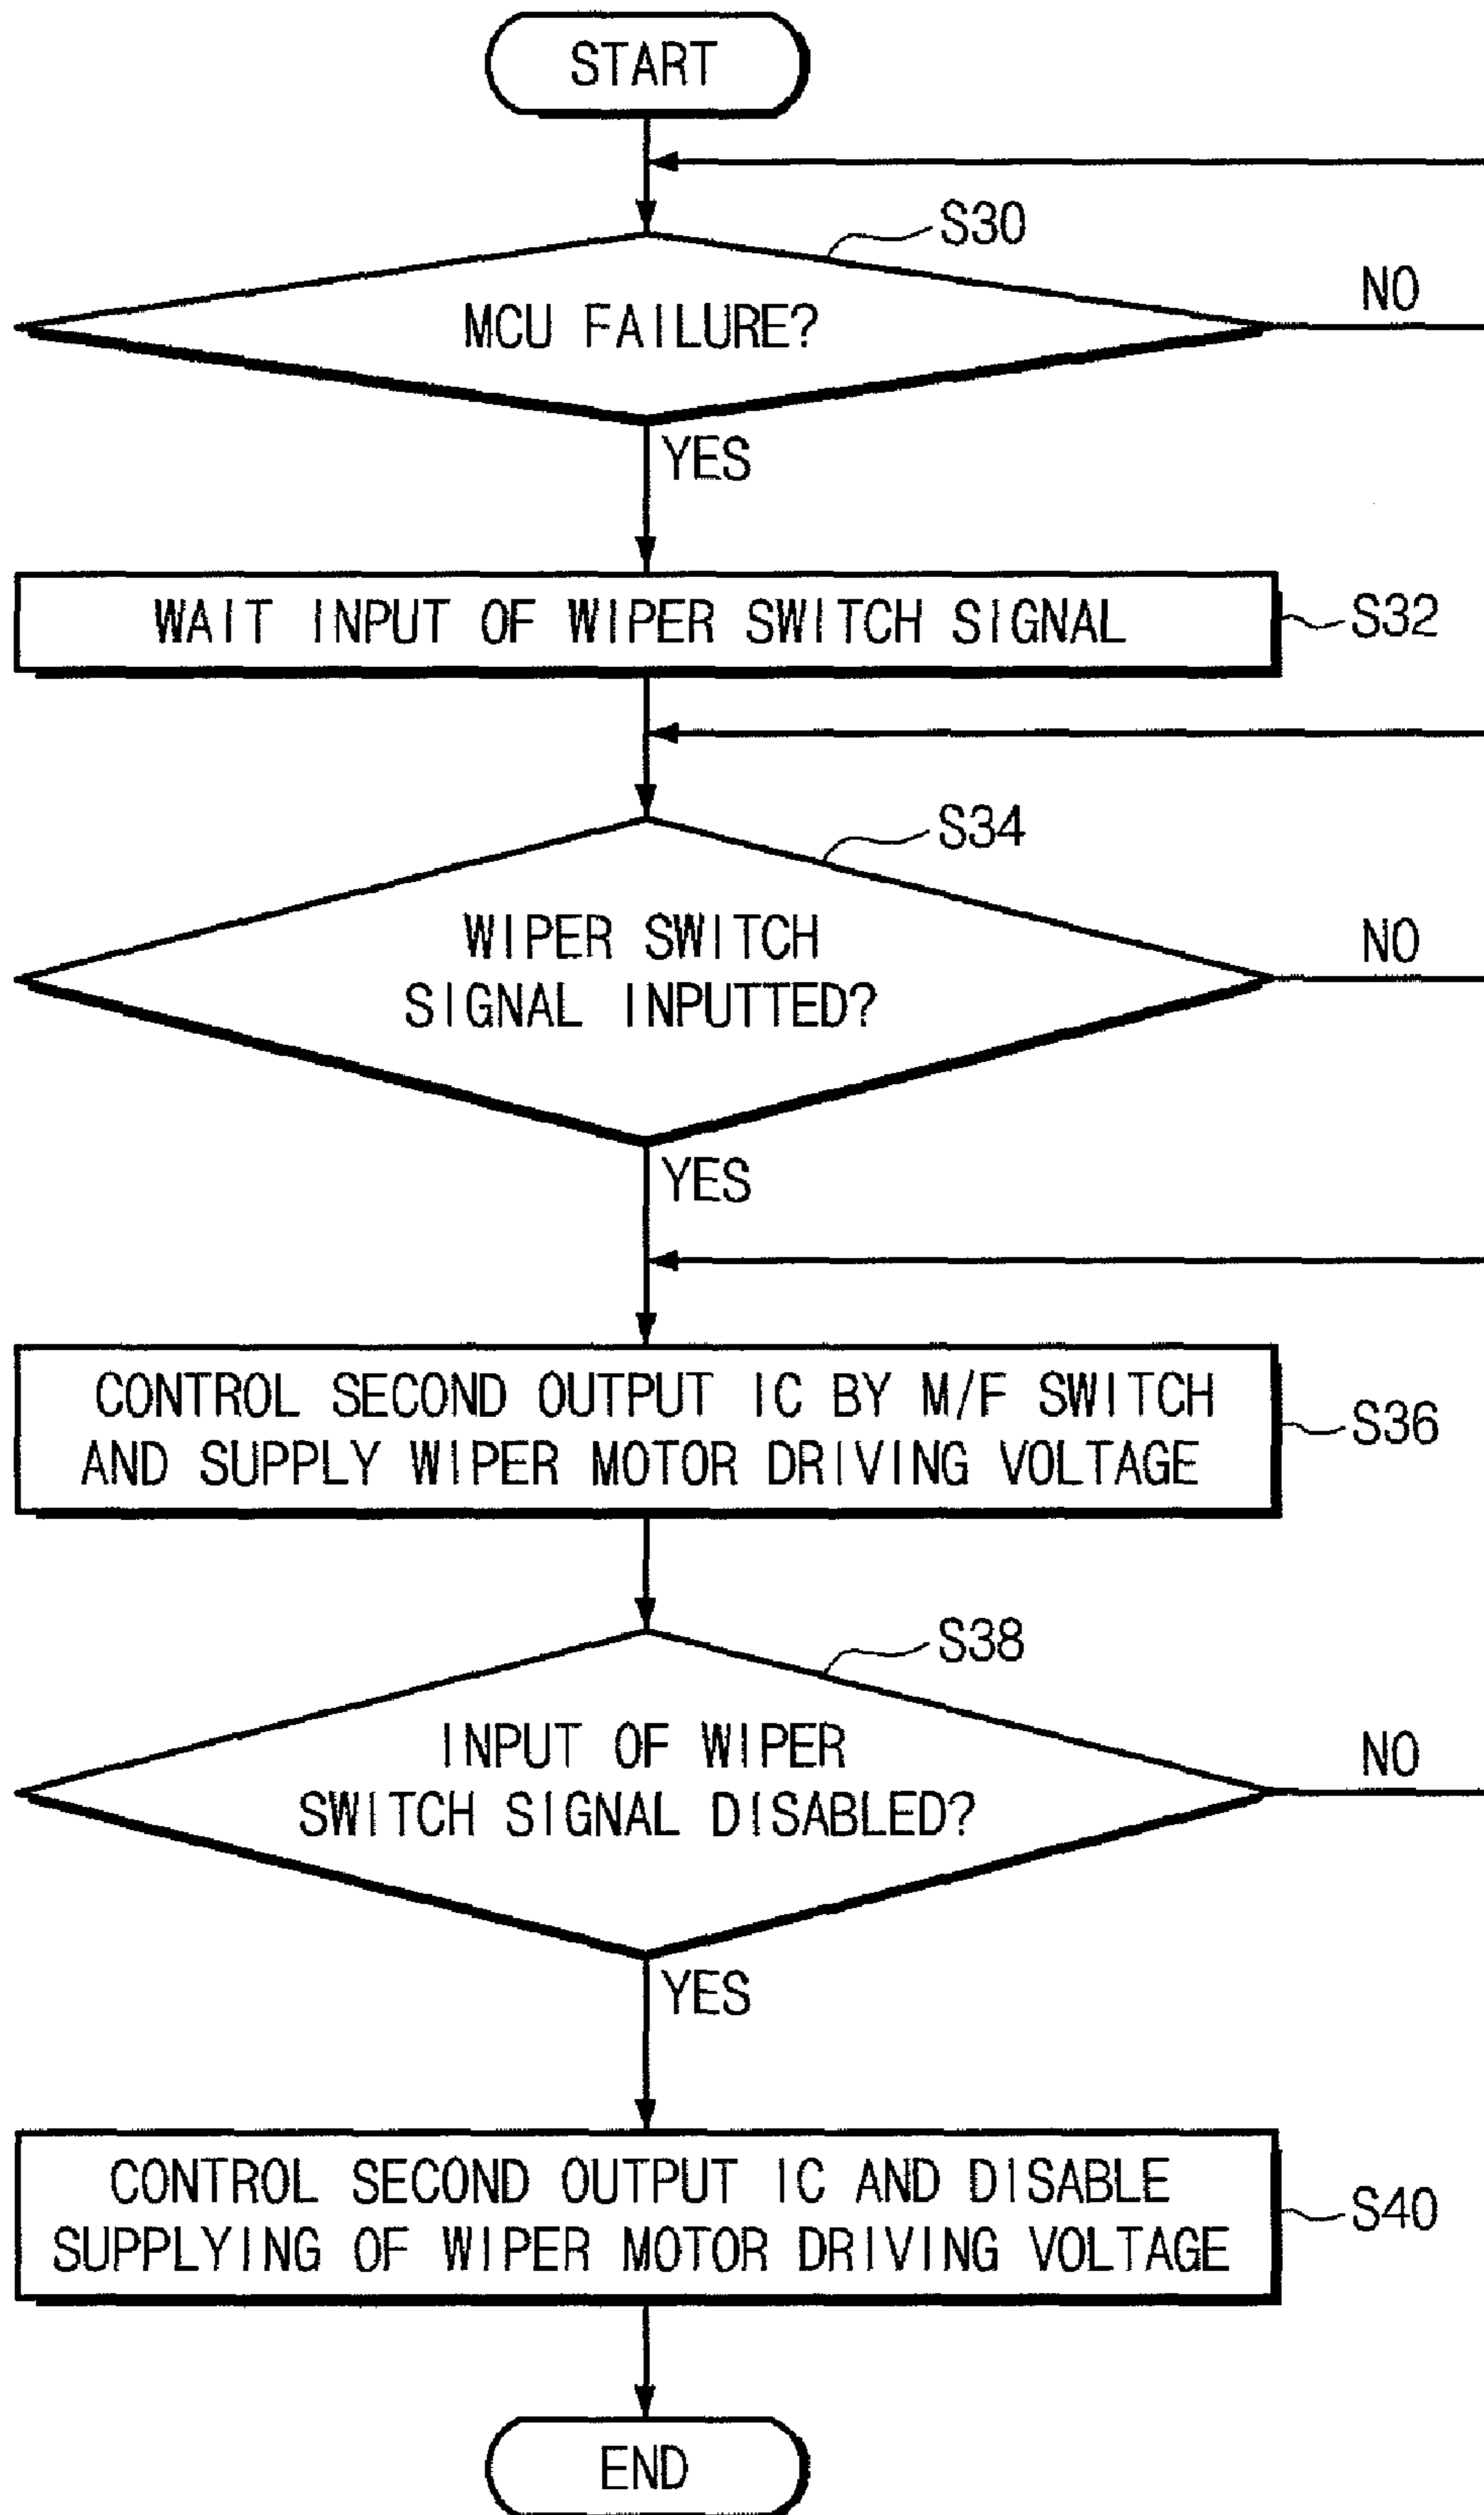 START
S30
MCU FAILURE?
NO
YES
WAIT INPUT OF WIPER SWITCH SIGNAL
S32
S34
WIPER SWITCH
SIGNAL INPUTTED?
NO
YES
CONTROL SECOND OUTPUT IC BY M/F SWITCH
AND SUPPLY WIPER MOTOR DRIVING VOLTAGE
S36
S38
INPUT OF WIPER
SWITCH SIGNAL DISABLED?
NO
YES
CONTROL SECOND OUTPUT IC AND DISABLE
SUPPLYING OF WIPER MOTOR DRIVING VOLTAGE
S40
END